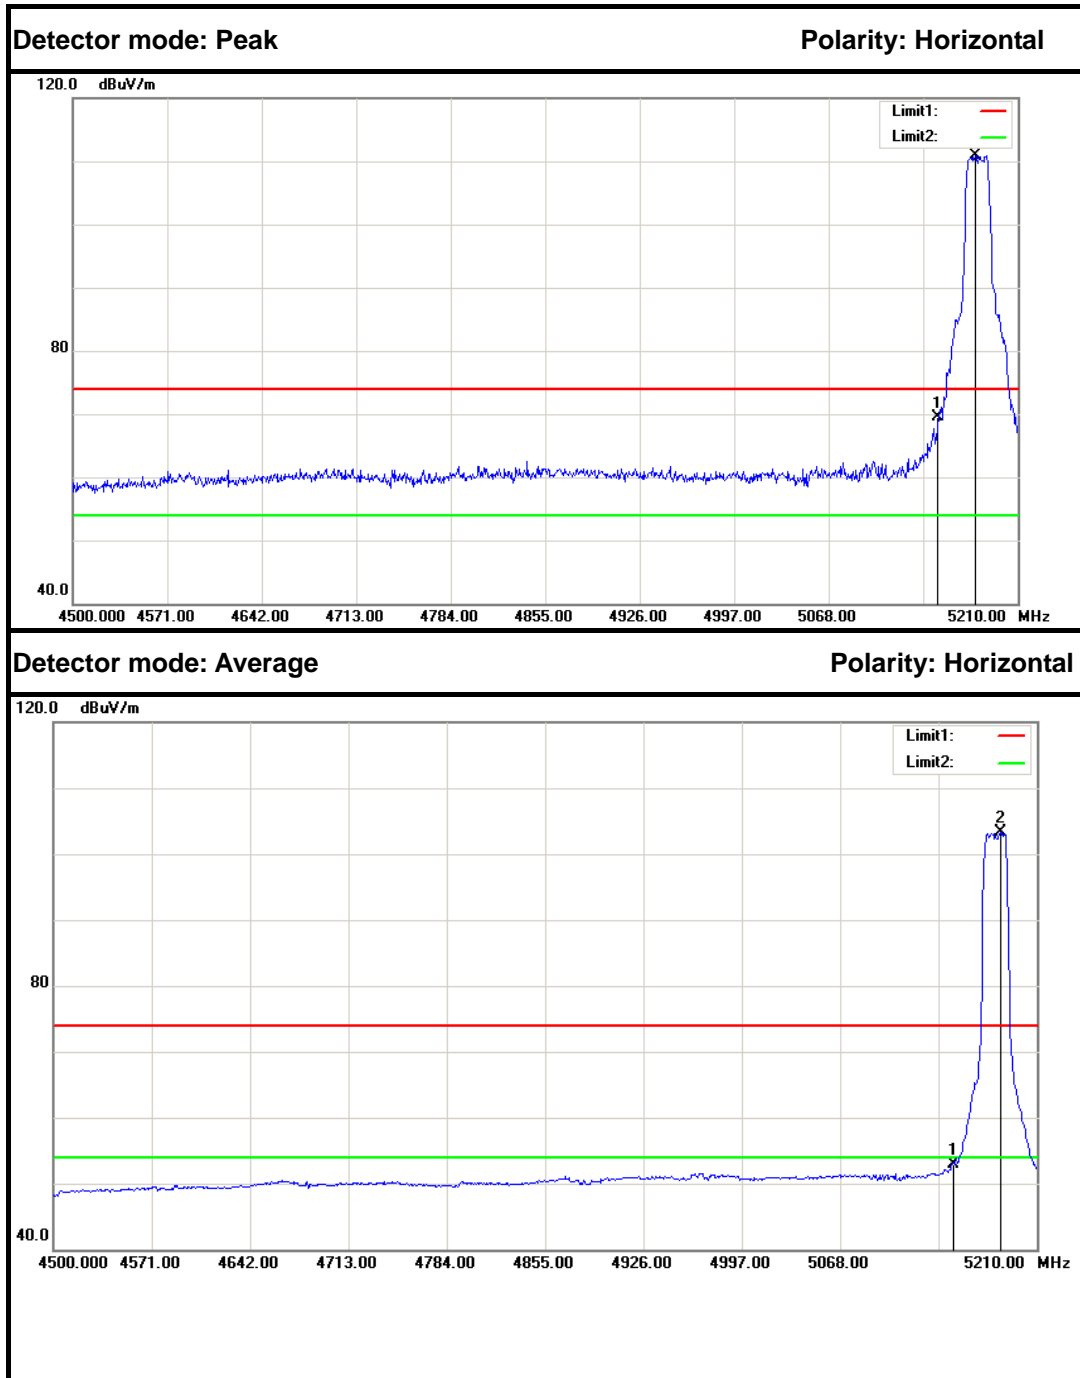 Detector mode: Peak Polarity: Horizontal
120.0 dBuV/m
Limit1:
Limit2:
80
1
40.0
4500.000 4571.00 4642.00 4713.00 4784.00 4855.00 4926.00 4997.00 5068.00 5210.00 MHz
Detector mode: Average Polarity: Horizontal
120.0 dBuV/m
Limit1:
Limit2:
2
80
1
40.0
4500.000 4571.00 4642.00 4713.00 4784.00 4855.00 4926.00 4997.00 5068.00 5210.00 MHz